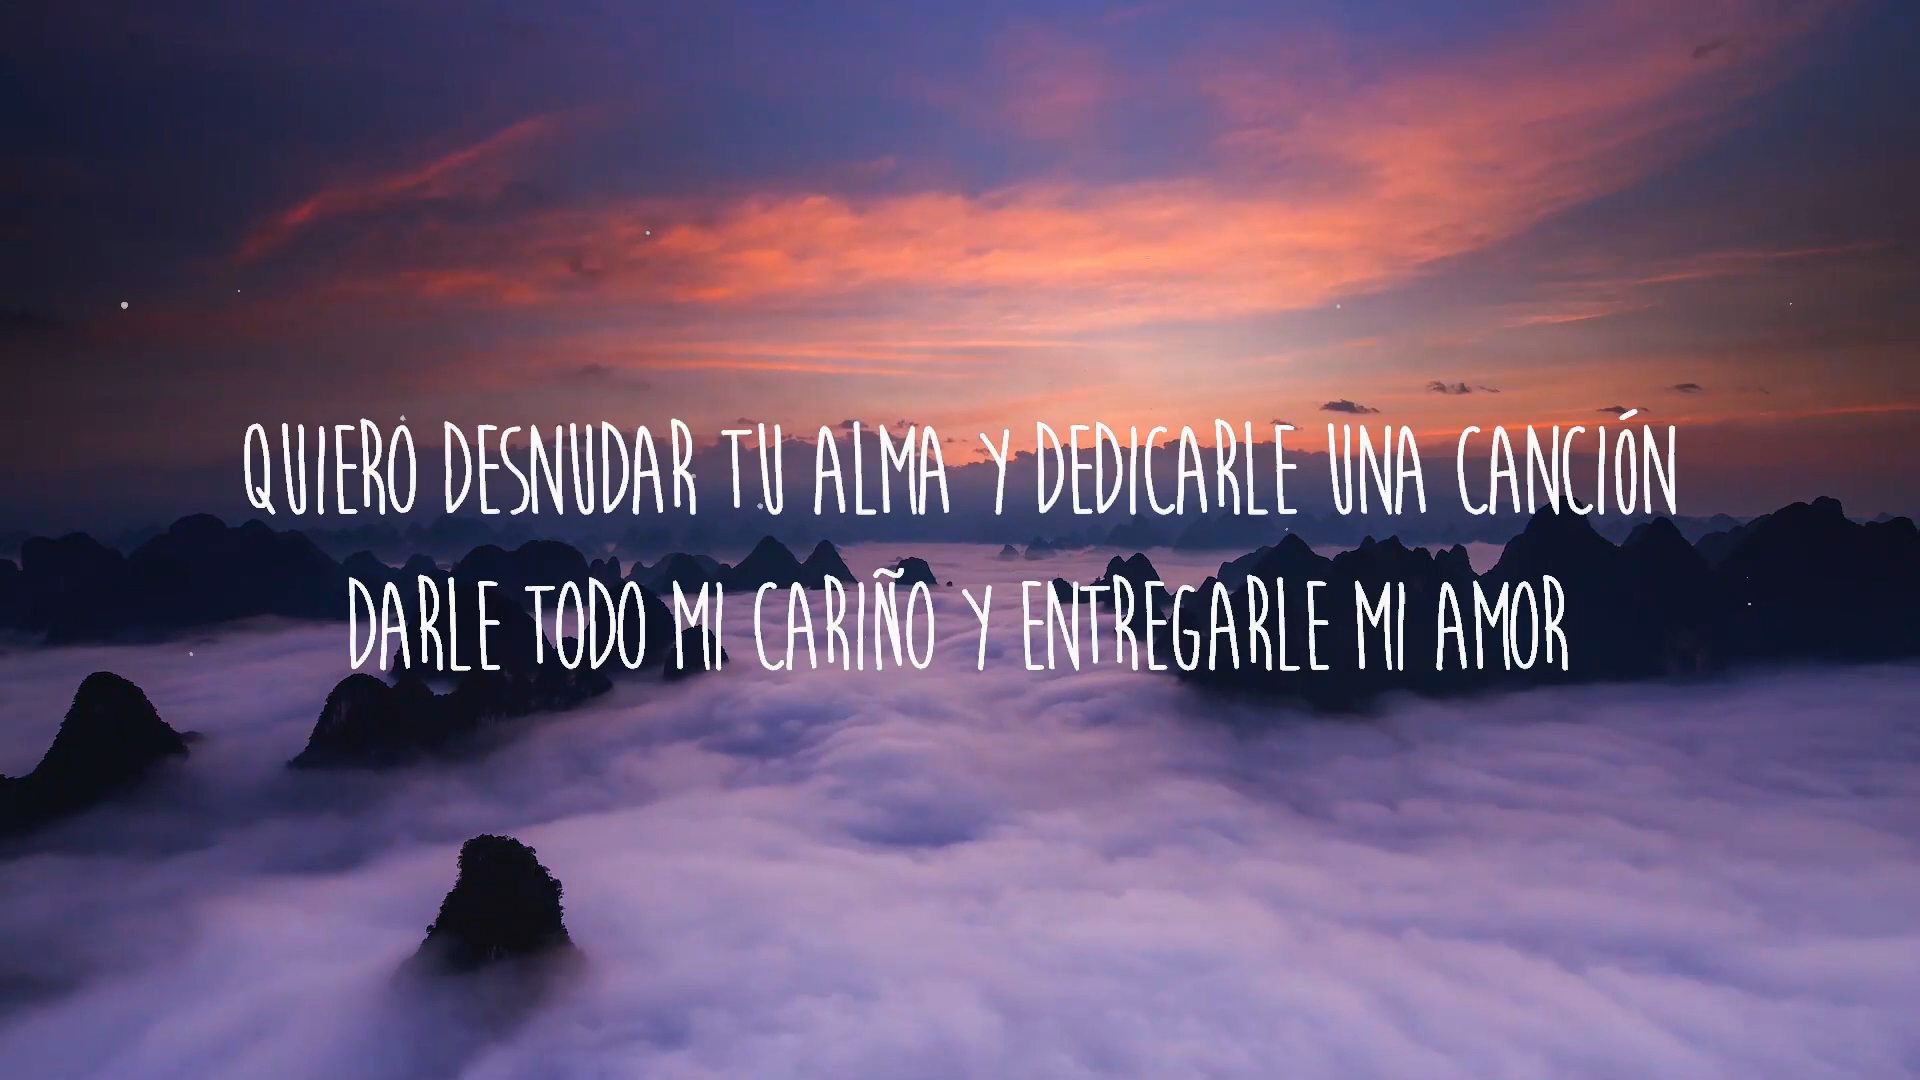 QUIERO DESNUDAR TU ALMA Y DEDICARLE UNA CANCIÓN
DARLE TODO MI CARIÑO Y ENTREGARLE MI AMOR